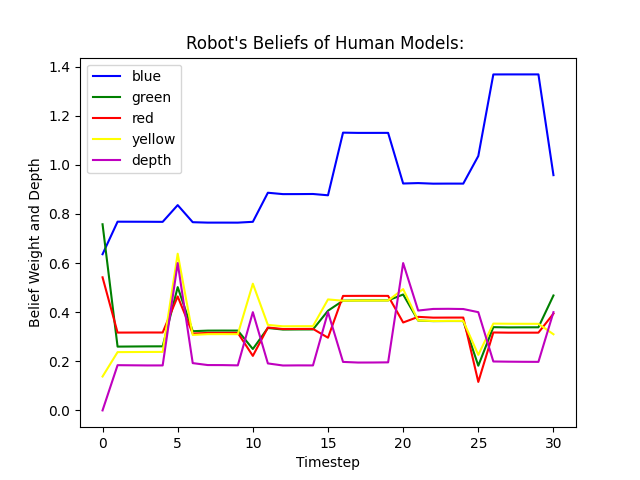 Robot's Beliefs of Human Models:
blue
green
red
yellow
depth
Belief Weight and Depth
1.4
1.2
1.0
0.8
0.6
0.4
0.2
0.0
0 5 10 15 20 25 30
Timestep